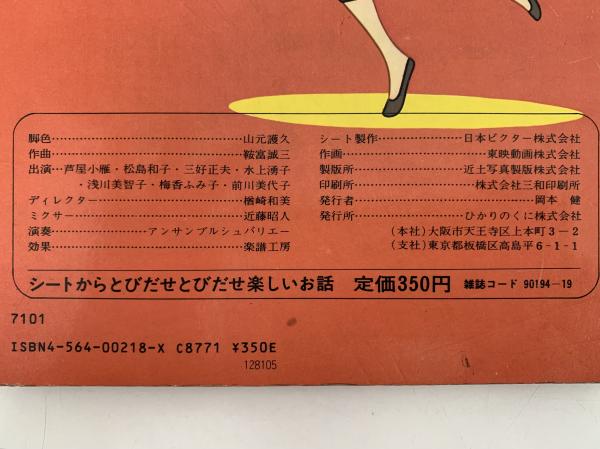 脚色……………………山元護久
作曲……………………鞍富誠三
出演…芦屋小雁・松島和子・三好正夫・水上湧子
・浅川美智子・梅香ふみ子・前川美代子
ディレクター……………楢崎和美
ミクサー…………………近藤昭人
演奏…………アンサンブルシュバリエー
効果……………………楽譜工房
シート製作…………日本ビクター株式会社
作画…………………東映動画株式会社
製版所…………近土写真製版株式会社
印刷所……………株式会社三和印刷所
発行者……………………岡本 健
発行所…………ひかりのくに株式会社
(本社)大阪市天王寺区上本町3-2
(支社)東京都板橋区高島平6-1-1
シートからとびだせとびだせ楽しいお話 定価350円 雑誌コード 90194-19
7101
ISBN4-564-00218-X C8771 ¥350E
128105